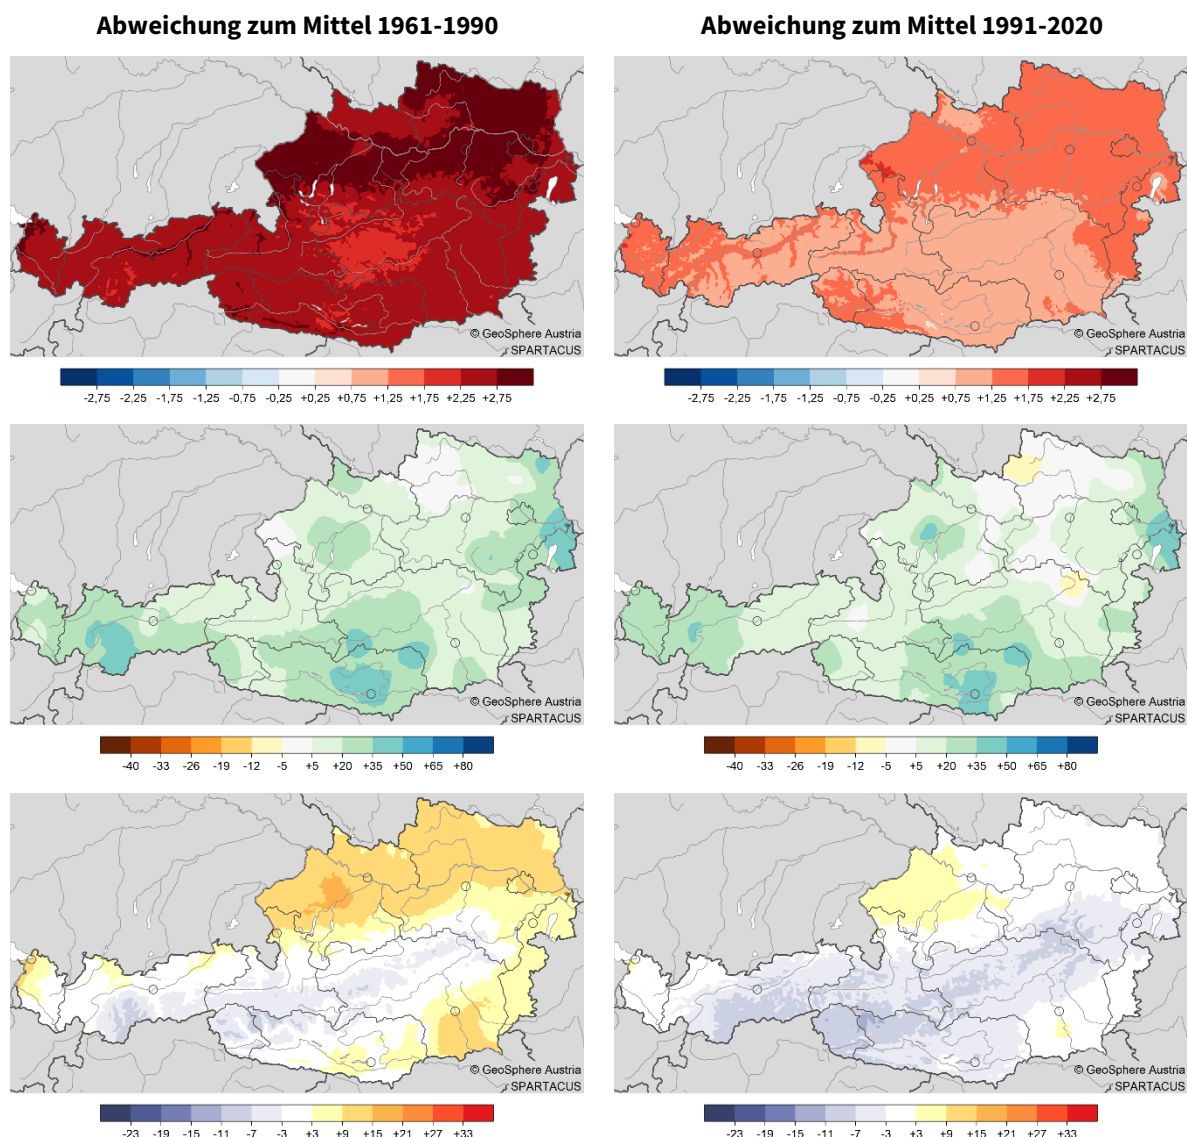 Abweichung zum Mittel 1961-1990
Abweichung zum Mittel 1991-2020
© GeoSphere Austria
SPARTACUS
© GeoSphere Austria
SPARTACUS
-2,75 -2,25 -1,75 -1,25 -0,75 -0,25 +0,25 +0,75 +1,25 +1,75 +2,25 +2,75
-2,75 -2,25 -1,75 -1,25 -0,75 -0,25 +0,25 +0,75 +1,25 +1,75 +2,25 +2,75
© GeoSphere Austria
SPARTACUS
© GeoSphere Austria
SPARTACUS
-40 -33 -26 -19 -12 -5 +5 +20 +35 +50 +65 +80
-40 -33 -26 -19 -12 -5 +5 +20 +35 +50 +65 +80
© GeoSphere Austria
SPARTACUS
© GeoSphere Austria
SPARTACUS
-23 -19 -15 -11 -7 -3 +3 +9 +15 +21 +27 +33
-23 -19 -15 -11 -7 -3 +3 +9 +15 +21 +27 +33